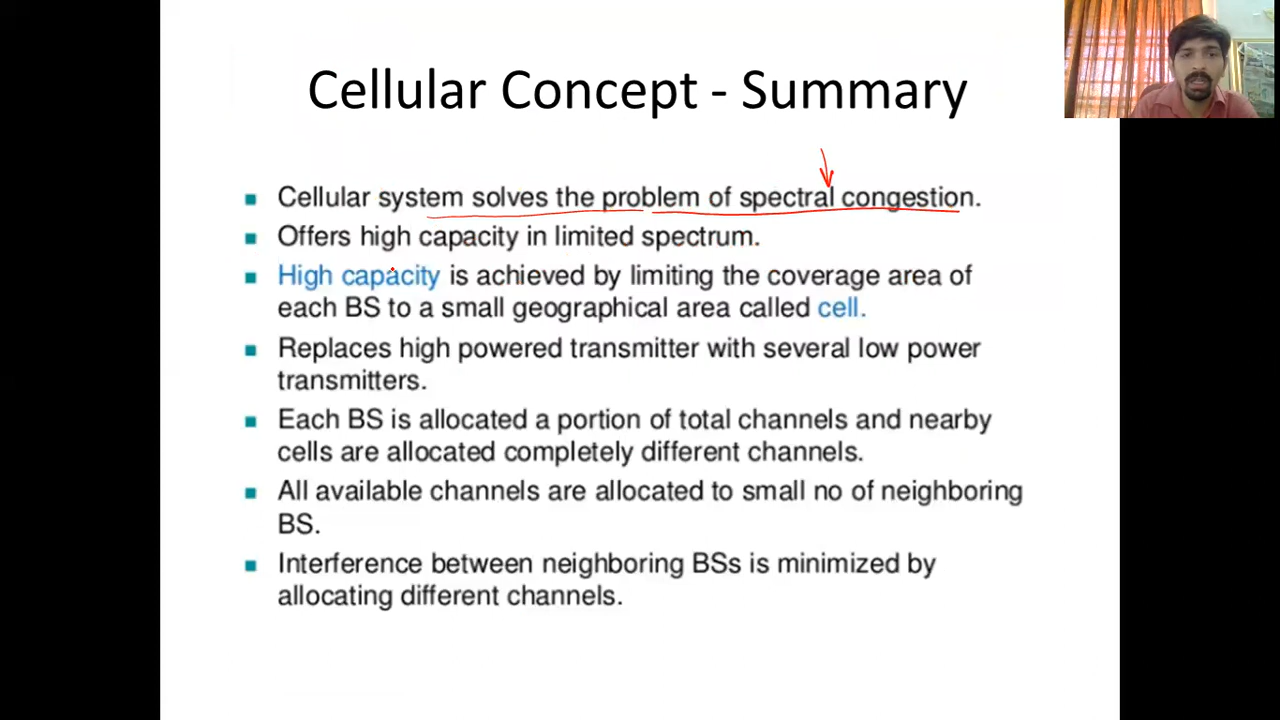 Cellular Concept - Summary
Cellular system solves the problem of spectral congestion.
Offers high capacity in limited spectrum.
High capacity is achieved by limiting the coverage area of
each BS to a small geographical area called cell.
Replaces high powered transmitter with several low power
transmitters.
Each BS is allocated a portion of total channels and nearby
cells are allocated completely different channels.
All available channels are allocated to small no of neighboring
BS.
Interference between neighboring BSs is minimized by
allocating different channels.